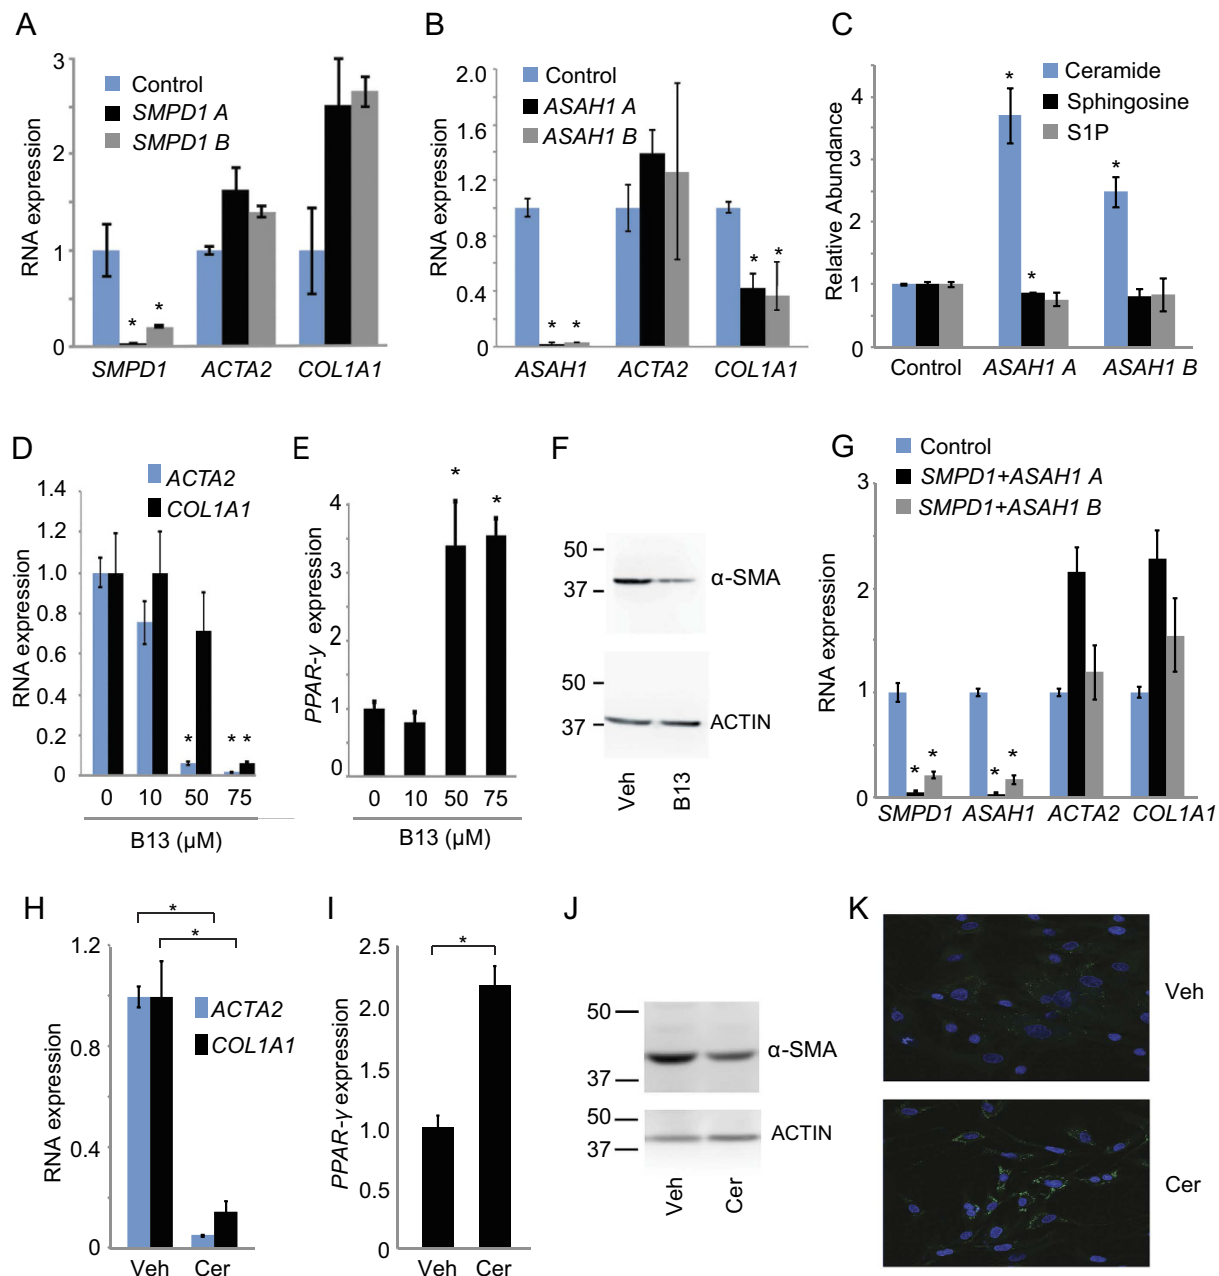 A
3
2
1
0
RNA expression
Control
SMPD1 A
SMPD1 B
* *
SMPD1 ACTA2 COL1A1
B
2.0
1.6
1.2
0.8
0.4
0
RNA expression
Control
ASAH1 A
ASAH1 B
* * * *
ASAH1 ACTA2 COL1A1
C
4
3
2
1
0
Relative Abundance
Ceramide
Sphingosine
S1P
* * *
Control ASAH1 A ASAH1 B
D
1.4
1.2
1.0
0.8
0.6
0.4
0.2
0
RNA expression
ACTA2
COL1A1
* * *
0 10 50 75
B13 (µM)
E
4
3
2
1
0
PPAR-γ expression
* *
0 10 50 75
B13 (µM)
F
50
37
α-SMA
50
37
ACTIN
Veh B13
G
Control
SMPD1+ASAH1 A
SMPD1+ASAH1 B
3
2
1
0
RNA expression
* * * *
SMPD1 ASAH1 ACTA2 COL1A1
H
*
*
1.2
0.8
0.4
0
RNA expression
ACTA2
COL1A1
Veh Cer
I
*
2.5
2.0
1.5
1.0
0.5
0
PPAR-γ expression
Veh Cer
J
50
37
α-SMA
50
37
ACTIN
Veh Cer
K
Veh
Cer